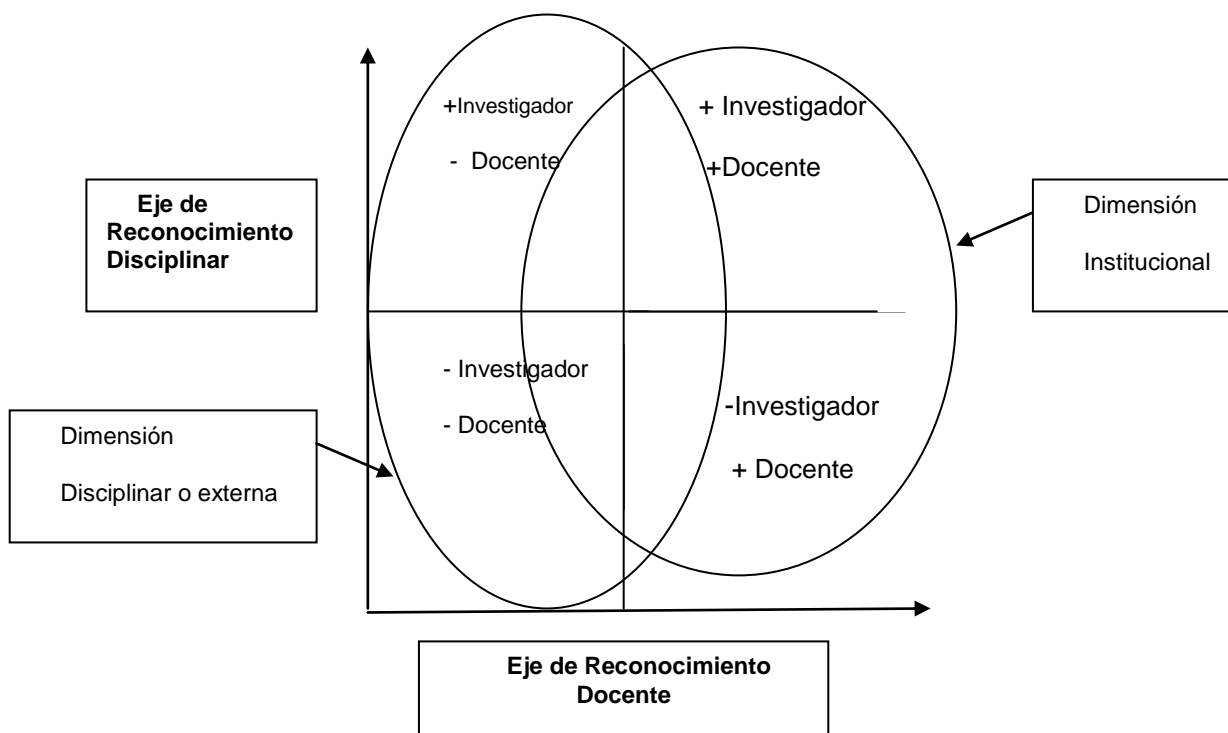 +Investigador
- Docente
+ Investigador
+Docente
Eje de
Reconocimiento
Disciplinar
Dimensión
Institucional
- Investigador
- Docente
-Investigador
+ Docente
Dimensión
Disciplinar o externa
Eje de Reconocimiento
Docente